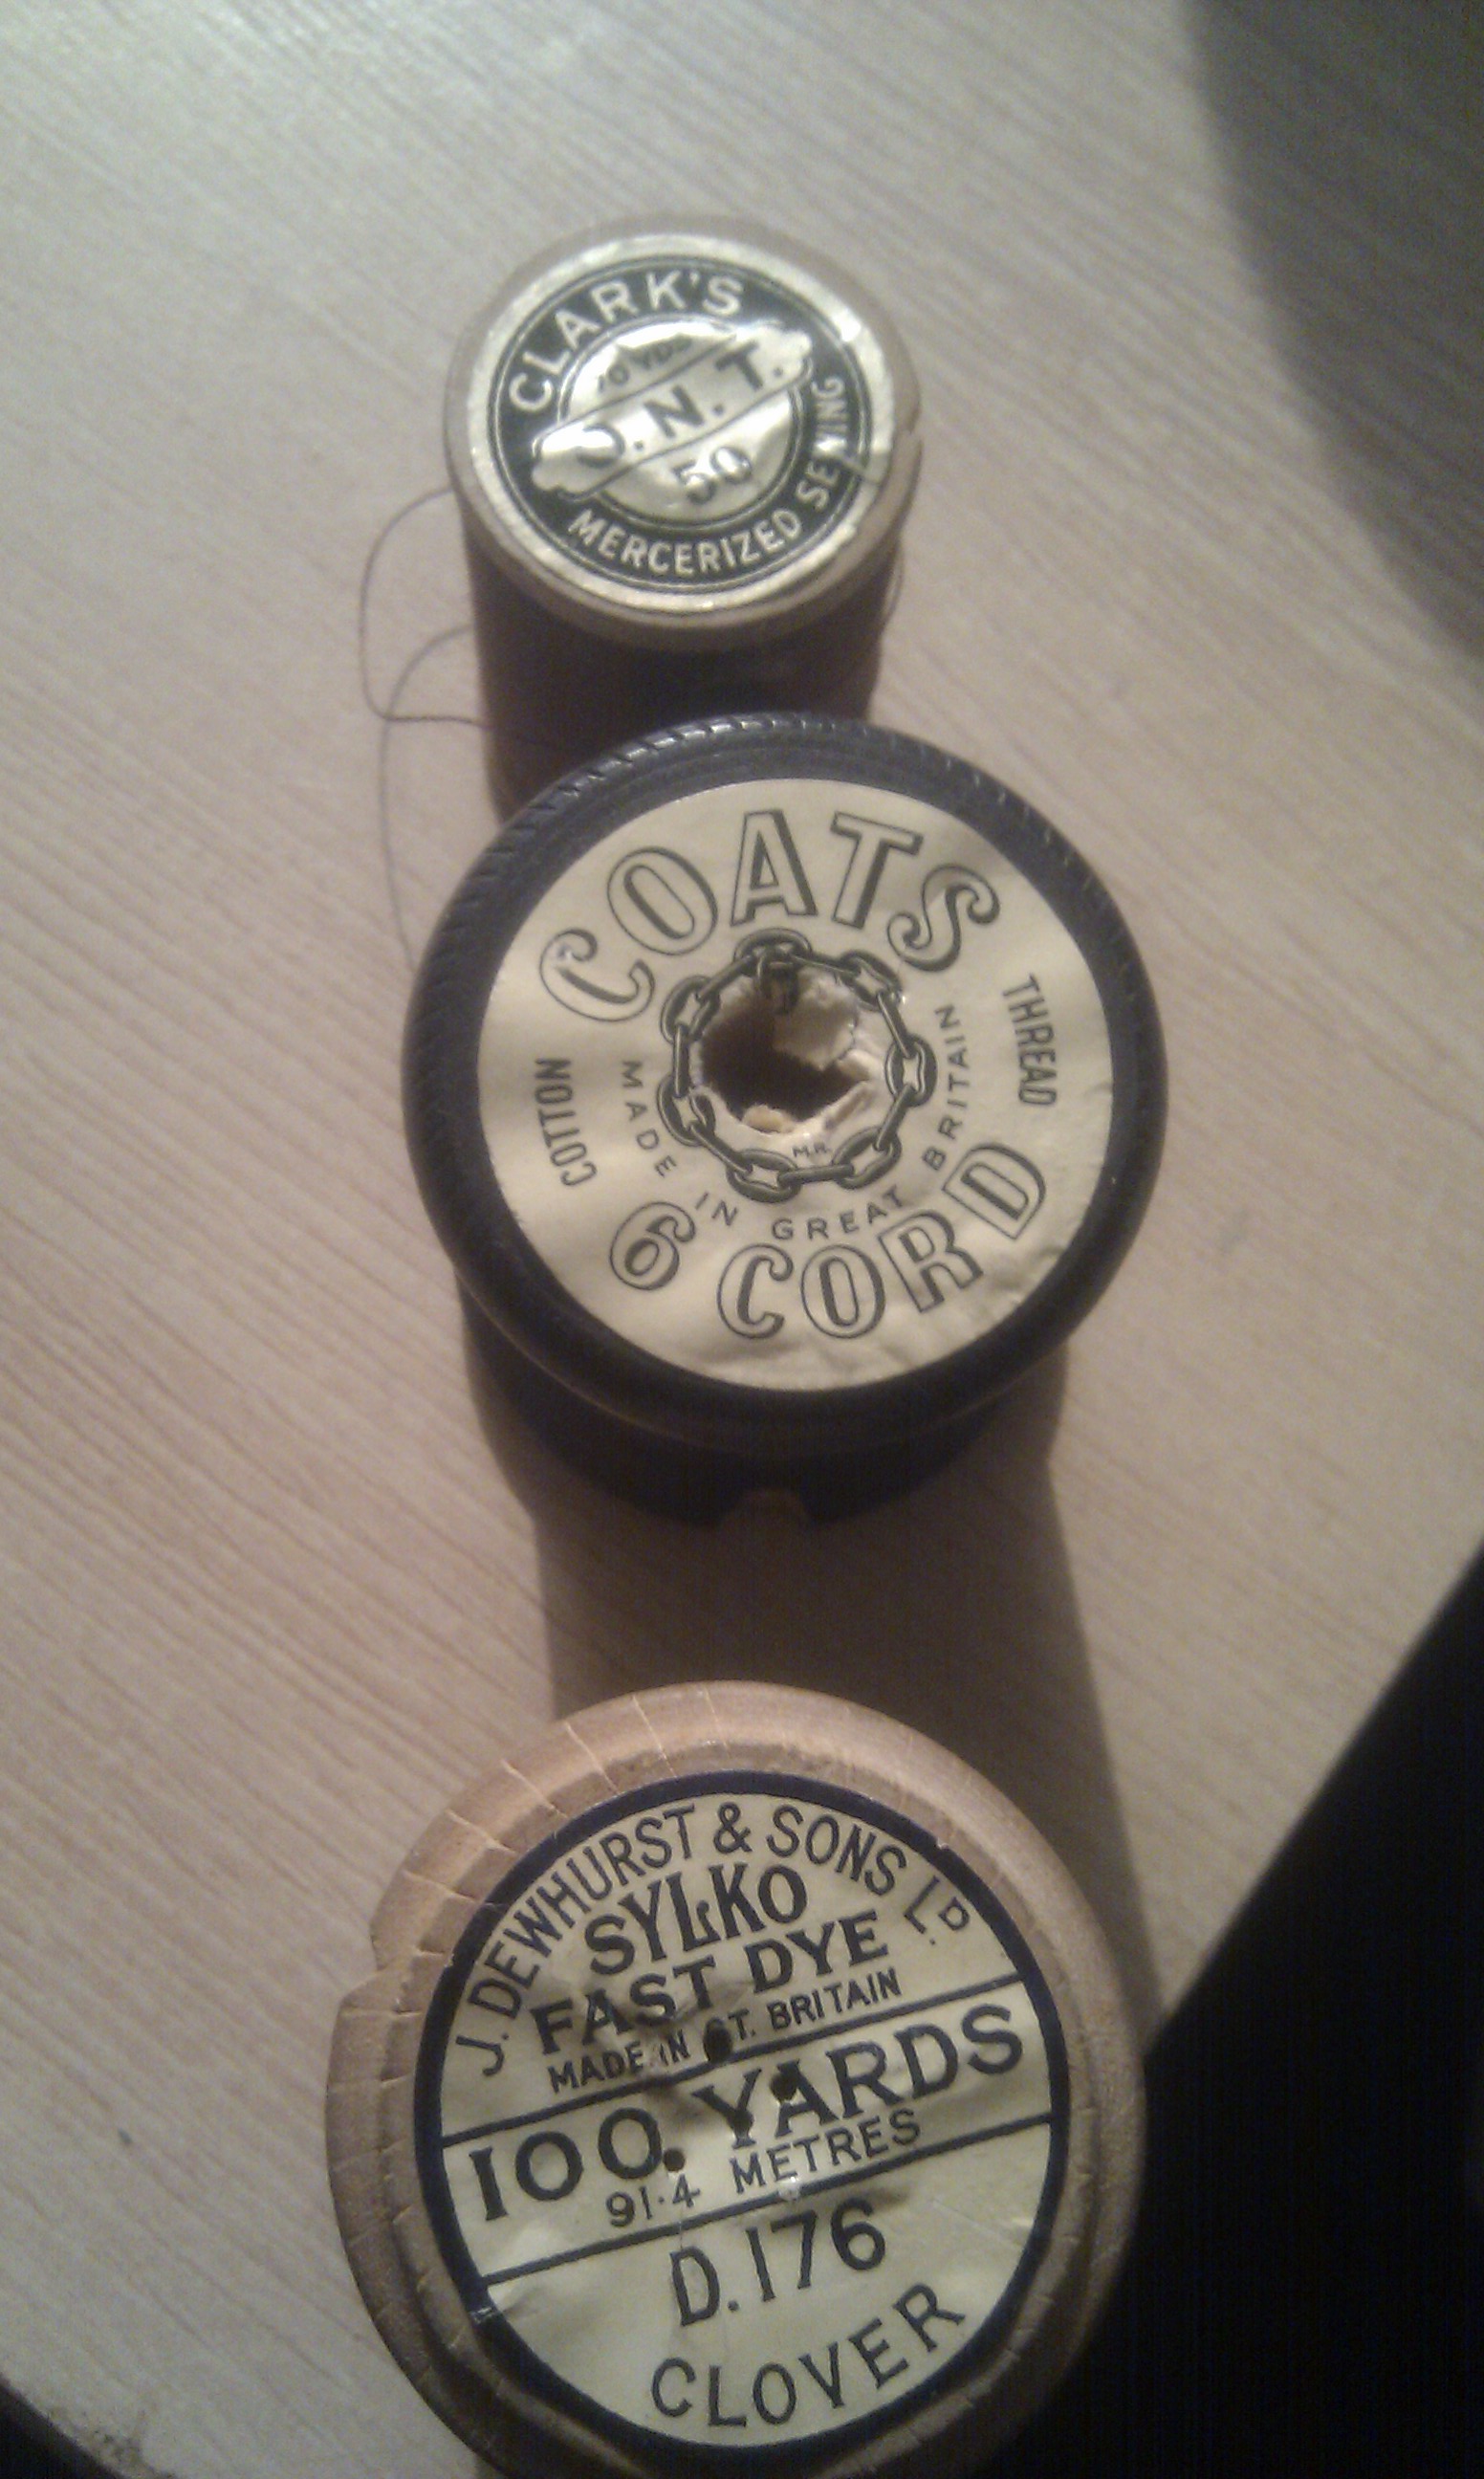 CLARK'S
J. N. T.
50
MERCERIZED SEWING
COATS
COTTON
THREAD
MADE IN GREAT BRITAIN
M.R.
6 CORD
J. DEWHURST & SONS LD.
SYLKO
FAST DYE
MADE IN GT. BRITAIN
100 YARDS
91·4 METRES
D.176
CLOVER